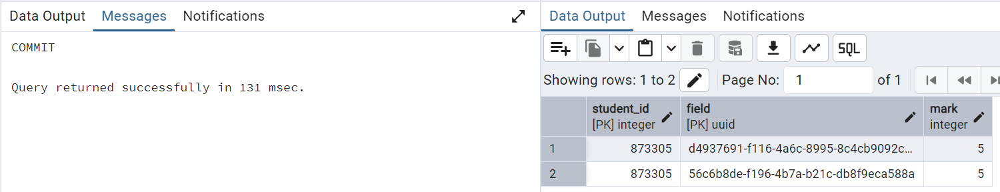 Data Output Messages Notifications
COMMIT
Query returned successfully in 131 msec.
Data Output Messages Notifications
SQL
Showing rows: 1 to 2 Page No: 1 of 1
student_id field mark
[PK] integer [PK] uuid integer
1 873305 d4937691-f116-4a6c-8995-8c4cb9092c... 5
2 873305 56c6b8de-f196-4b7a-b21c-db8f9eca588a 5